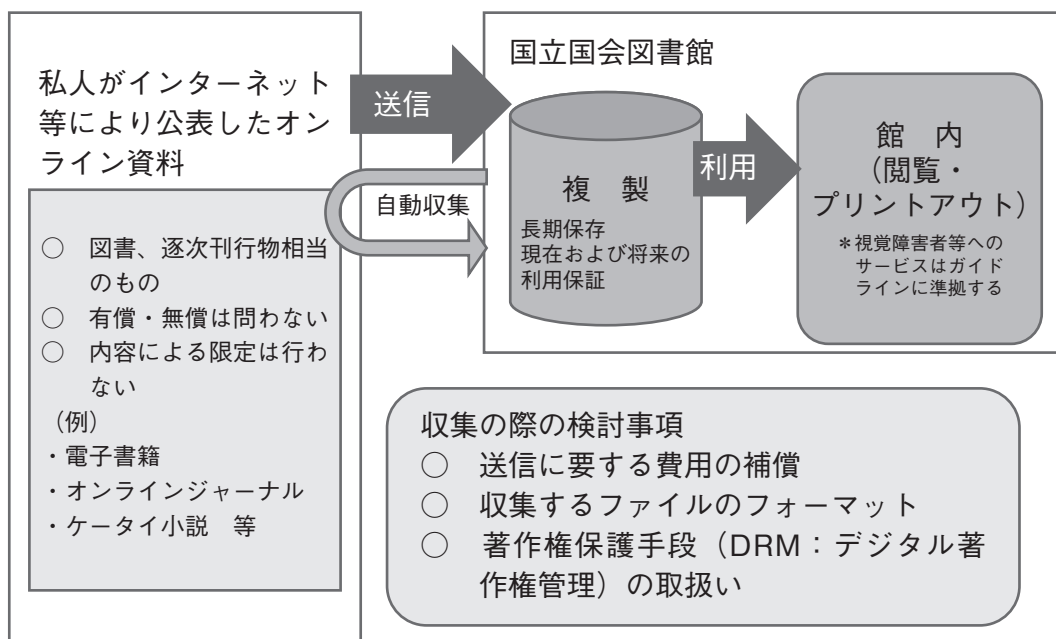 私人がインターネット
等により公表したオン
ライン資料
○ 図書、逐次刊行物相当
のもの
○ 有償・無償は問わない
○ 内容による限定は行わ
ない
(例)
・電子書籍
・オンラインジャーナル
・ケータイ小説 等
送信
自動収集
国立国会図書館
複 製
長期保存
現在および将来の
利用保証
利用
館 内
(閲覧・
プリントアウト)
*視覚障害者等への
サービスはガイド
ラインに準拠する
収集の際の検討事項
○ 送信に要する費用の補償
○ 収集するファイルのフォーマット
○ 著作権保護手段(DRM:デジタル著
作権管理)の取扱い